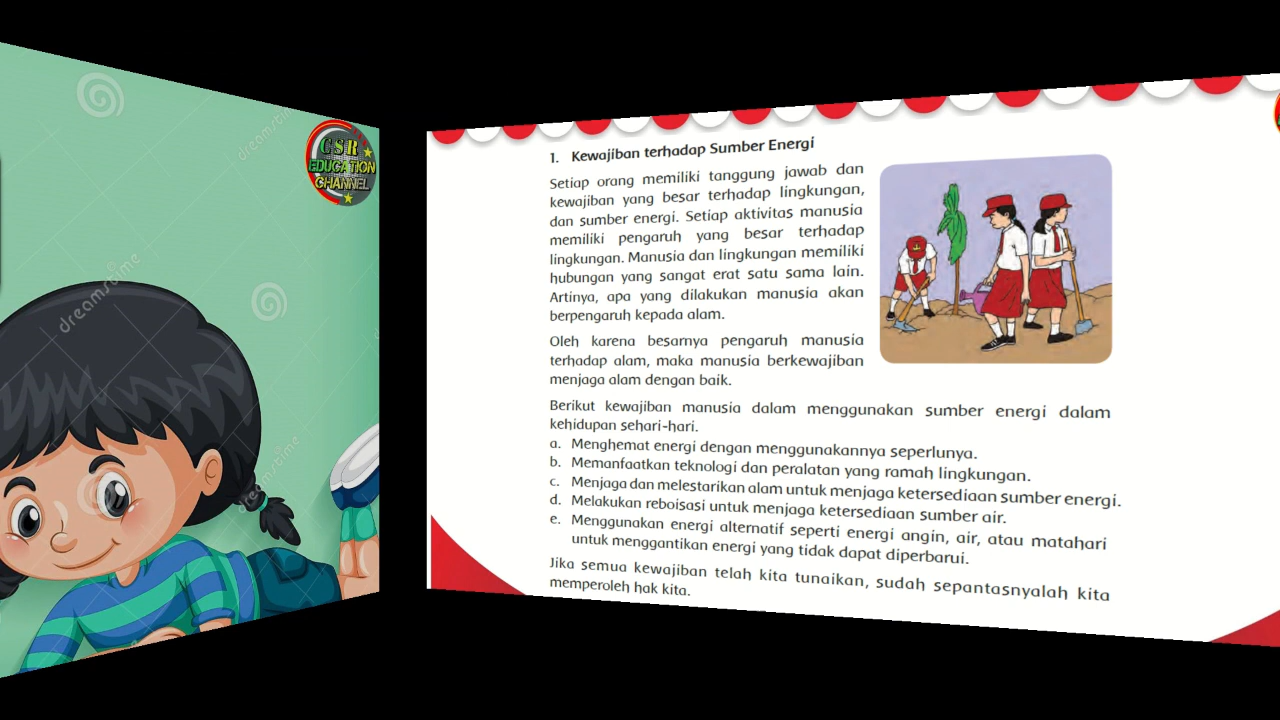 dreamstime
dreamstime
dreamstime
CSR
EDUCATION
CHANNEL
1. Kewajiban terhadap Sumber Energi
Setiap orang memiliki tanggung jawab dan
kewajiban yang besar terhadap lingkungan,
dan sumber energi. Setiap aktivitas manusia
memiliki pengaruh yang besar terhadap
lingkungan. Manusia dan lingkungan memiliki
hubungan yang sangat erat satu sama lain.
Artinya, apa yang dilakukan manusia akan
berpengaruh kepada alam.
Oleh karena besarnya pengaruh manusia
terhadap alam, maka manusia berkewajiban
menjaga alam dengan baik.
Berikut kewajiban manusia dalam menggunakan sumber energi dalam
kehidupan sehari-hari.
a. Menghemat energi dengan menggunakannya seperlunya.
b. Memanfaatkan teknologi dan peralatan yang ramah lingkungan.
c. Menjaga dan melestarikan alam untuk menjaga ketersediaan sumber energi.
d. Melakukan reboisasi untuk menjaga ketersediaan sumber air.
e. Menggunakan energi alternatif seperti energi angin, air, atau matahari
untuk menggantikan energi yang tidak dapat diperbarui.
Jika semua kewajiban telah kita tunaikan, sudah sepantasnyalah kita
memperoleh hak kita.